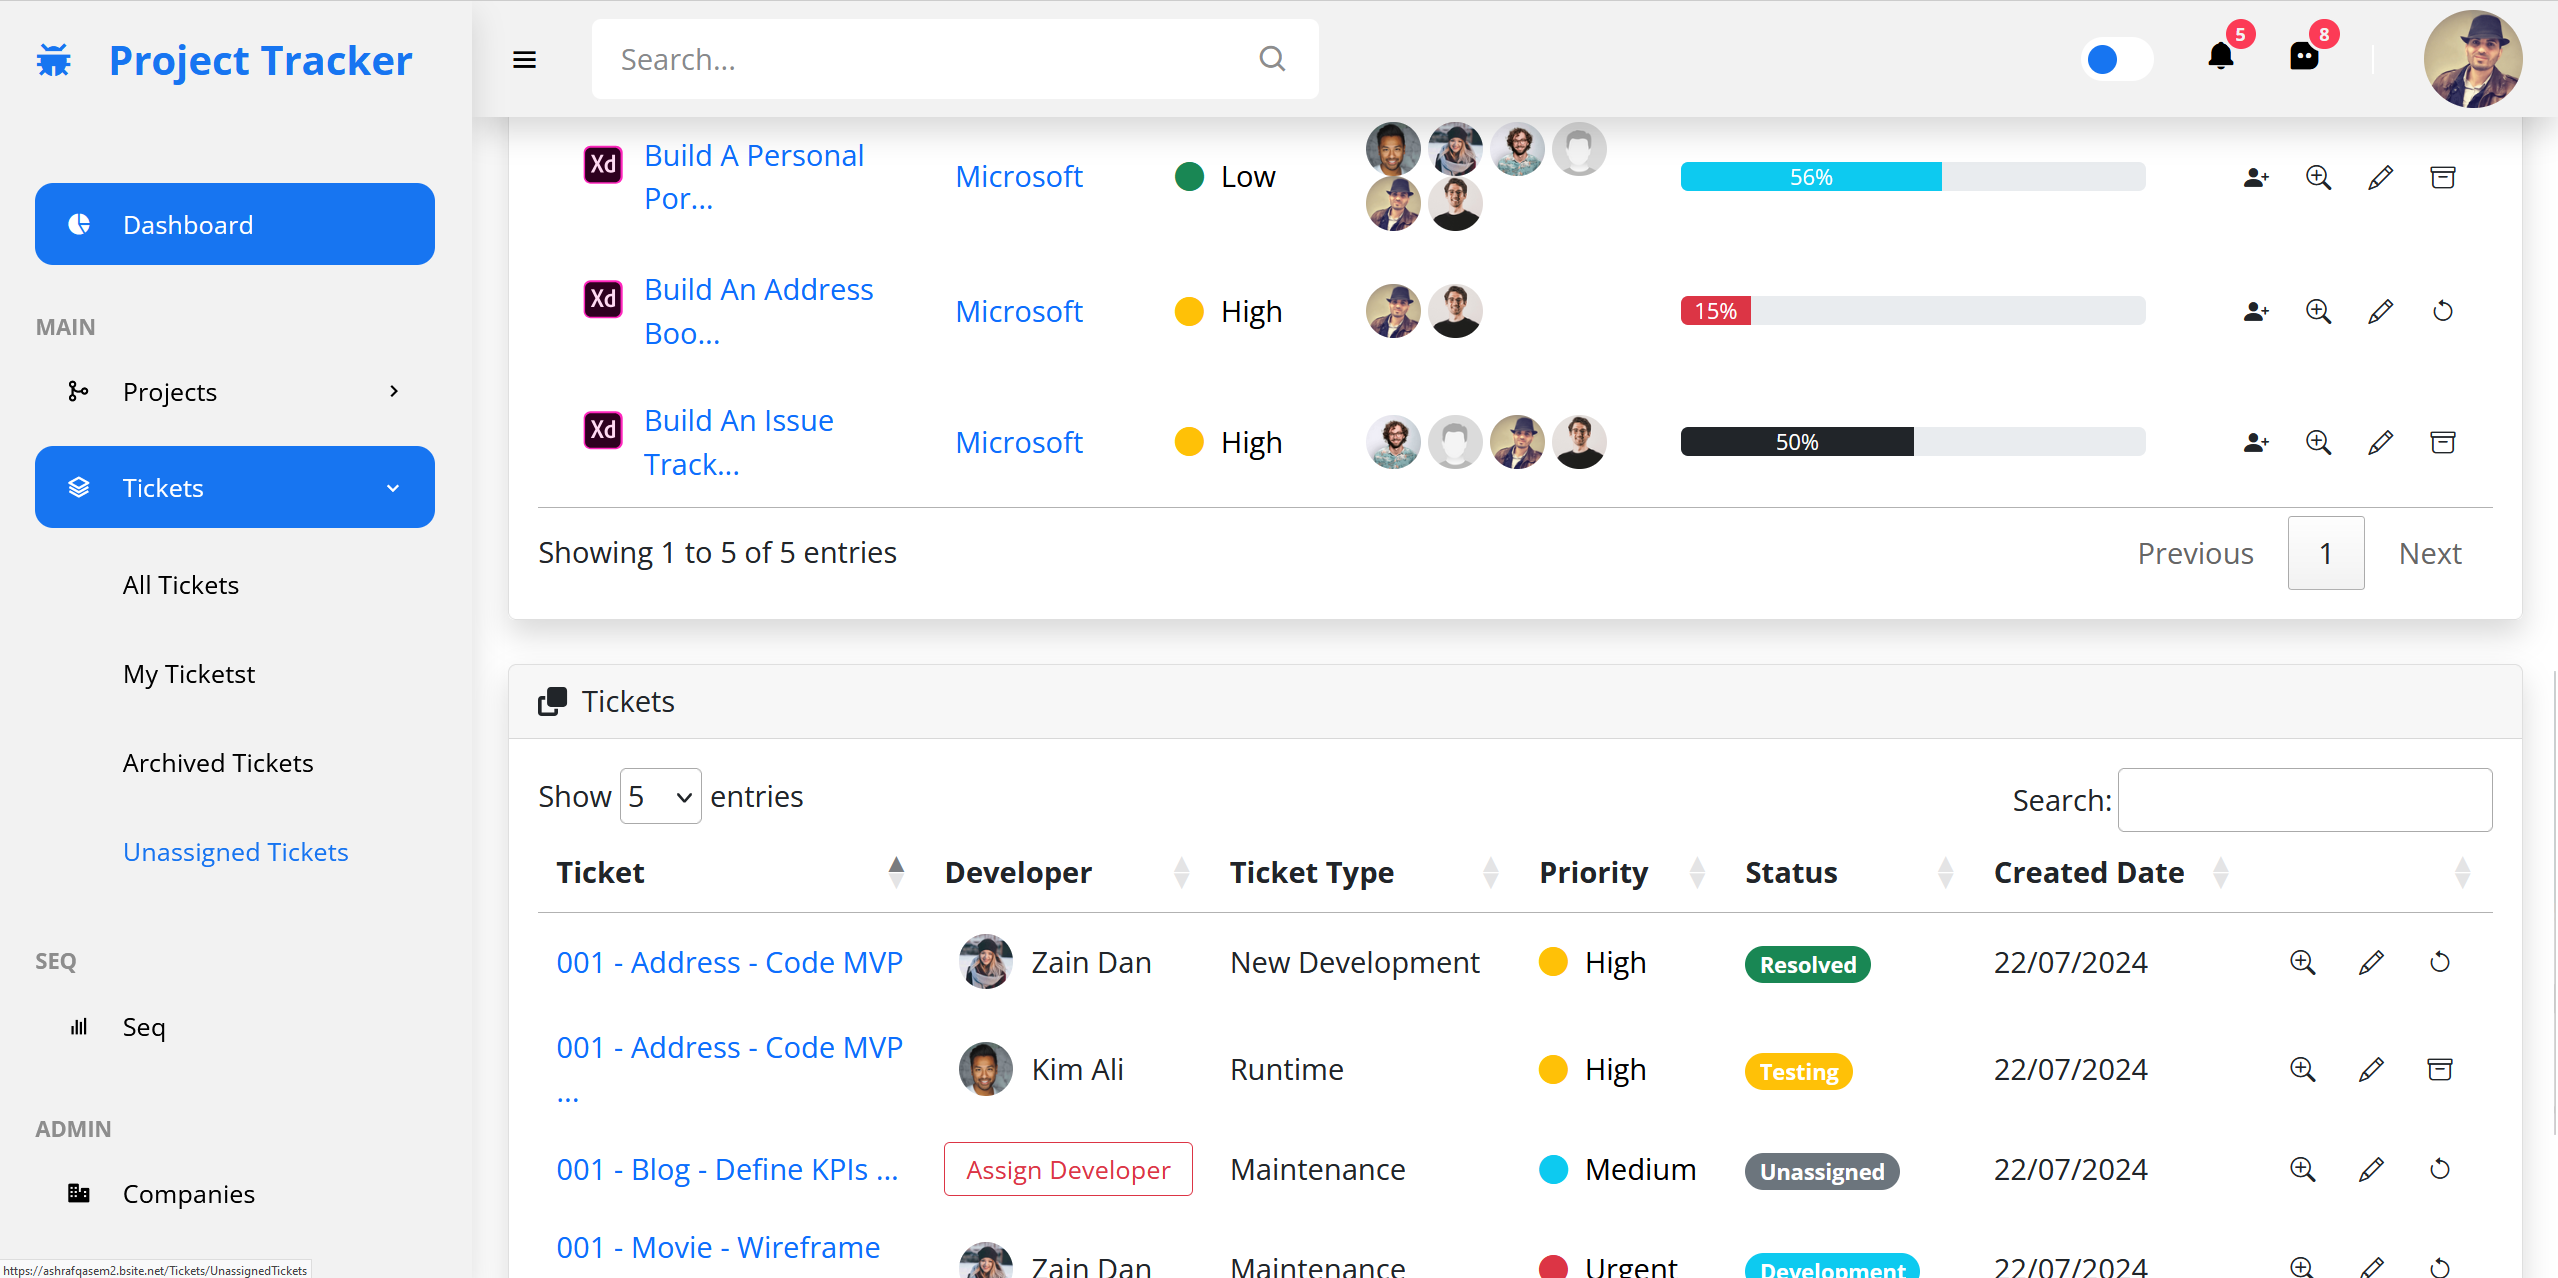 Project Tracker
Search...
5
8
Dashboard
MAIN
Projects
Tickets
All Tickets
My Ticketst
Archived Tickets
Unassigned Tickets
SEQ
Seq
ADMIN
Companies
https://ashrafqasem2.bsite.net/Tickets/UnassignedTickets
Xd Build A Personal
Por...
Microsoft
Low
56%
Xd Build An Address
Boo...
Microsoft
High
15%
Xd Build An Issue
Track...
Microsoft
High
50%
Showing 1 to 5 of 5 entries
Previous 1 Next
Tickets
Show 5 entries
Search:
Ticket Developer Ticket Type Priority Status Created Date
001 - Address - Code MVP Zain Dan New Development High Resolved 22/07/2024
001 - Address - Code MVP
...
Kim Ali Runtime High Testing 22/07/2024
001 - Blog - Define KPIs ... Assign Developer Maintenance Medium Unassigned 22/07/2024
001 - Movie - Wireframe
Zain Dan Maintenance Urgent Development 22/07/2024